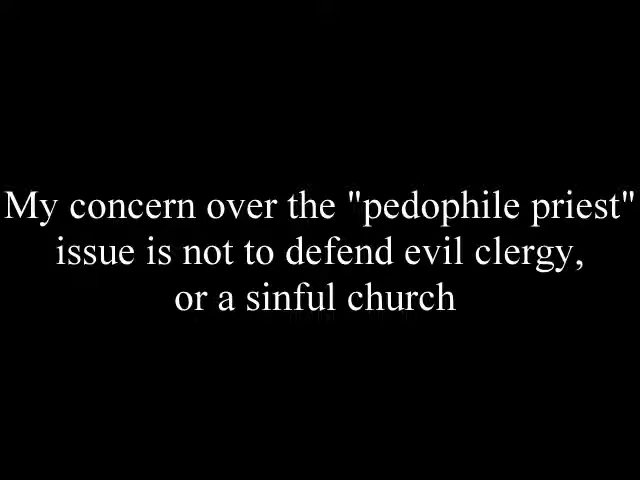 My concern over the "pedophile priest"
issue is not to defend evil clergy,
or a sinful church